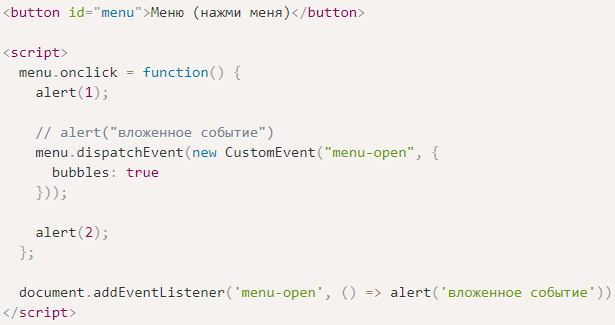 <button id="menu">Меню (нажми меня)</button>

<script>
  menu.onclick = function() {
    alert(1);

    // alert("вложенное событие")
    menu.dispatchEvent(new CustomEvent("menu-open", {
      bubbles: true
    }));

    alert(2);
  };

  document.addEventListener('menu-open', () => alert('вложенное событие'))
</script>